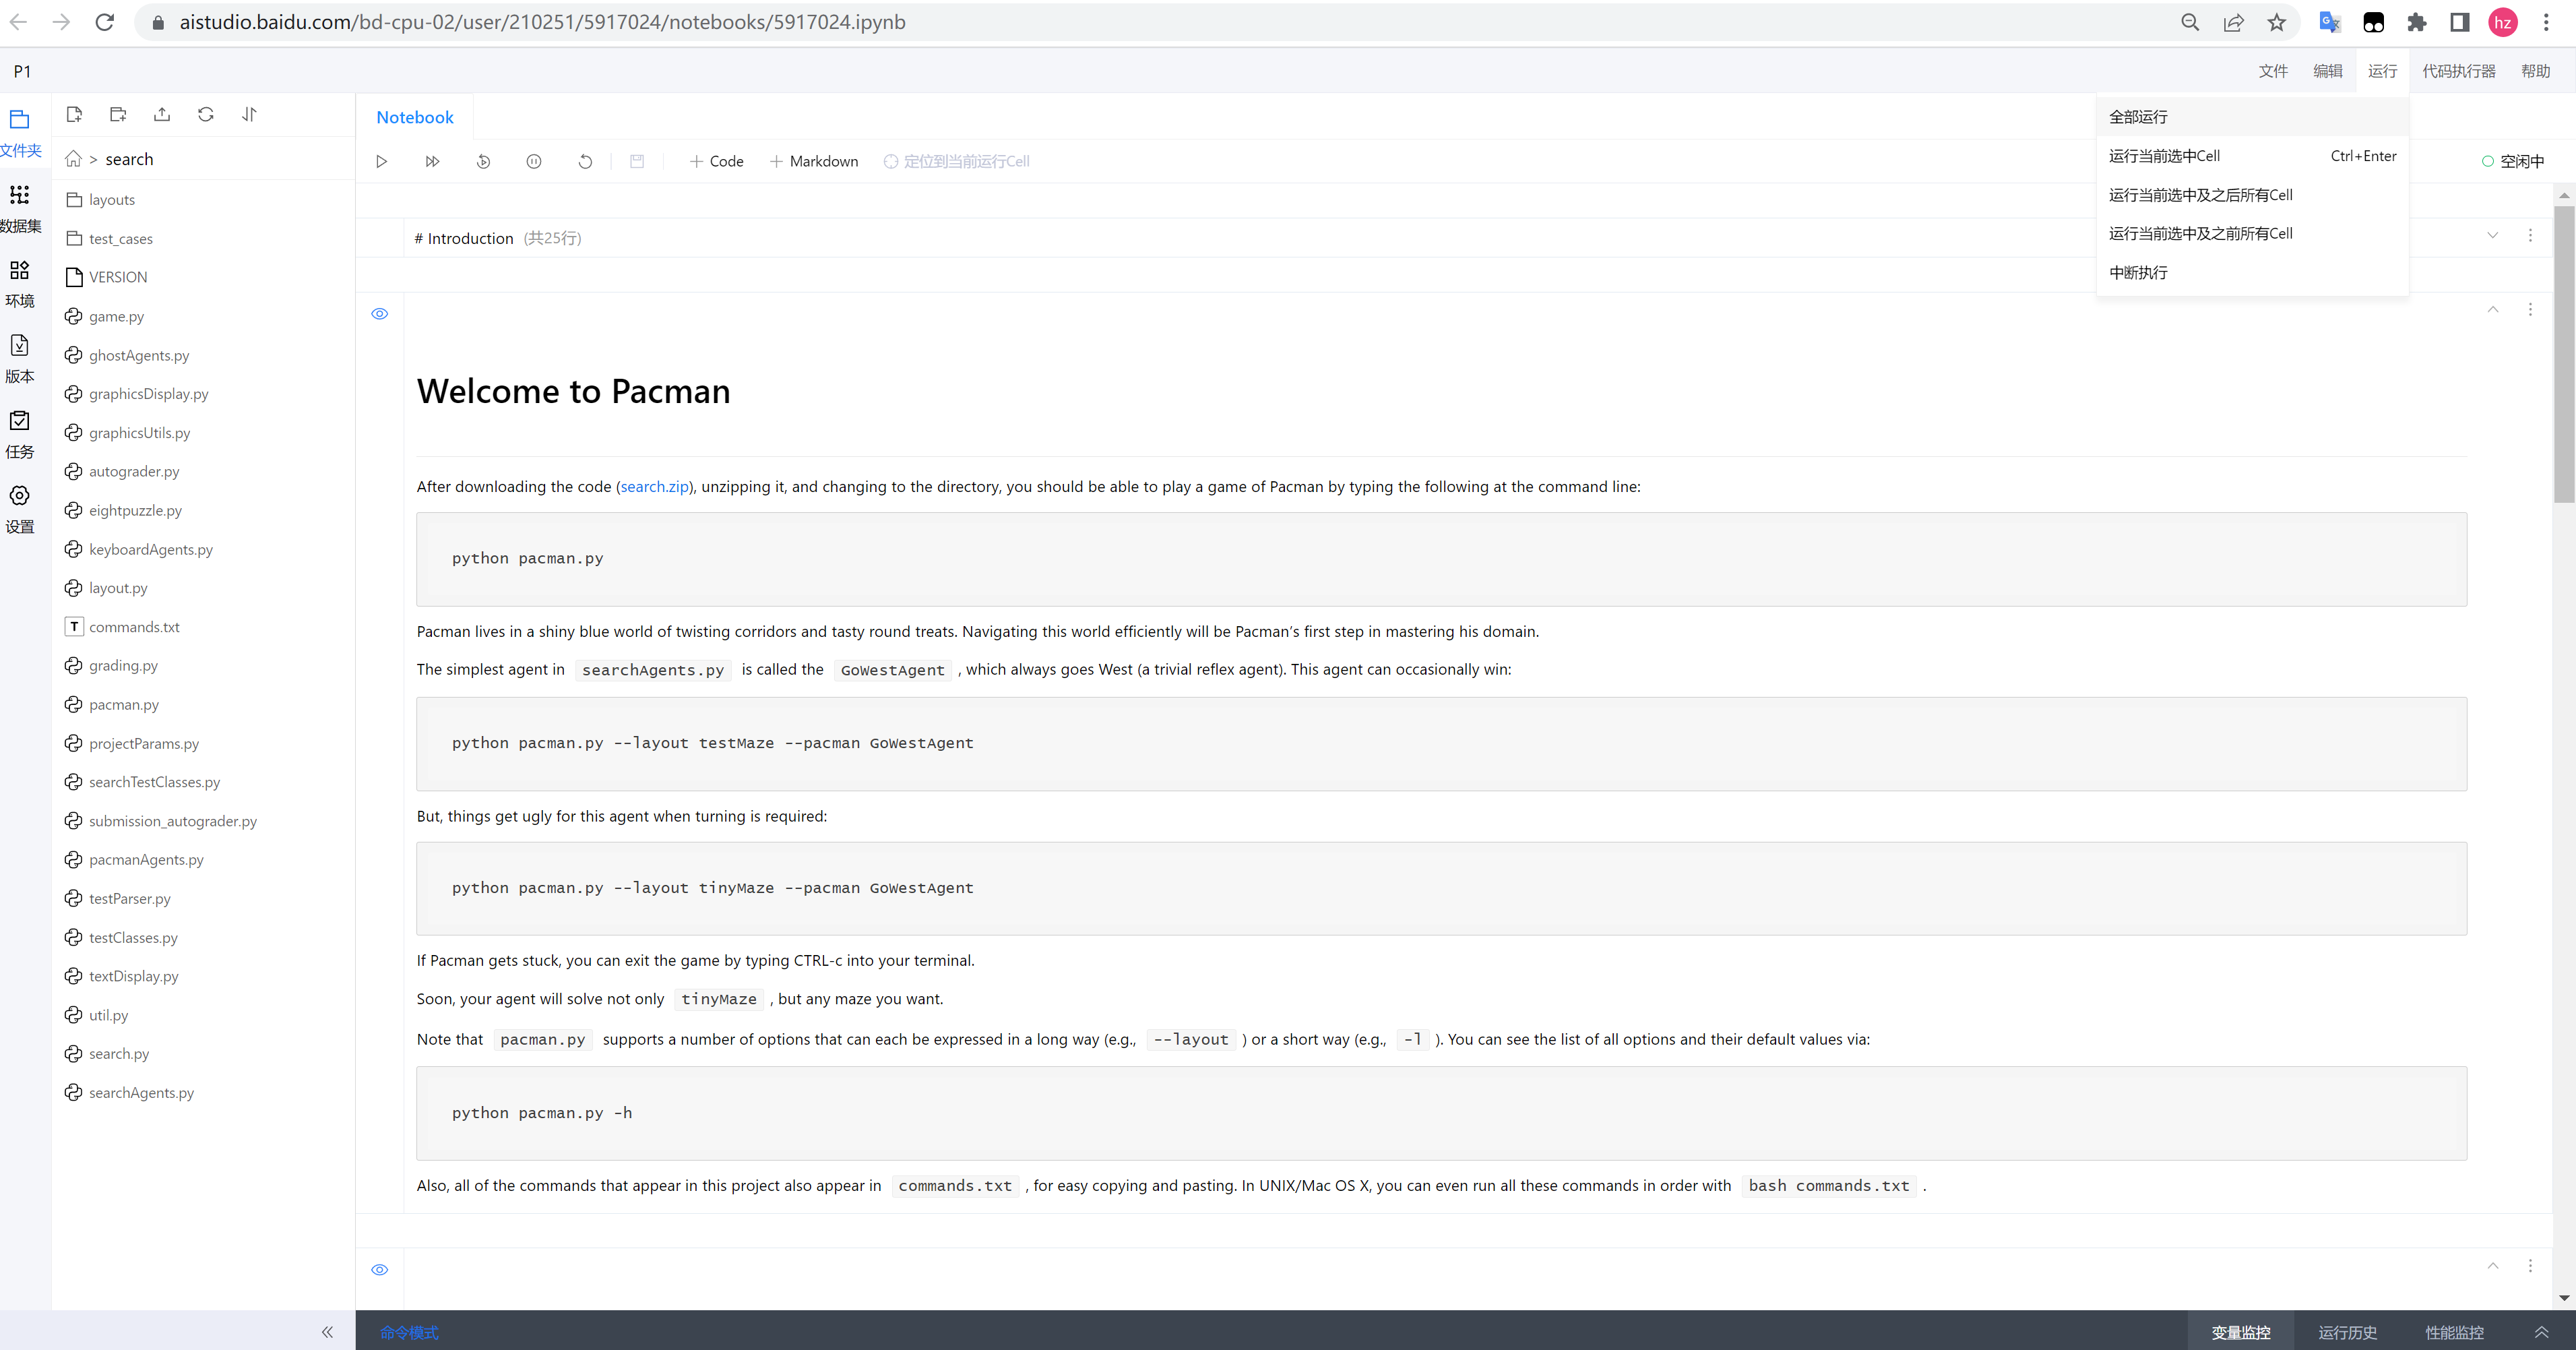 aistudio.baidu.com/bd-cpu-02/user/210251/5917024/notebooks/5917024.ipynb
hz
P1
文件 编辑 运行 代码执行器 帮助
文件夹
数据集
环境
版本
任务
设置
> search
layouts
test_cases
VERSION
game.py
ghostAgents.py
graphicsDisplay.py
graphicsUtils.py
autograder.py
eightpuzzle.py
keyboardAgents.py
layout.py
T commands.txt
grading.py
pacman.py
projectParams.py
searchTestClasses.py
submission_autograder.py
pacmanAgents.py
testParser.py
testClasses.py
textDisplay.py
util.py
search.py
searchAgents.py
Notebook
+ Code + Markdown 定位到当前运行Cell
空闲中
全部运行
运行当前选中Cell Ctrl+Enter
运行当前选中及之后所有Cell
运行当前选中及之前所有Cell
中断执行
# Introduction (共25行)
Welcome to Pacman
After downloading the code (search.zip), unzipping it, and changing to the directory, you should be able to play a game of Pacman by typing the following at the command line:
python pacman.py
Pacman lives in a shiny blue world of twisting corridors and tasty round treats. Navigating this world efficiently will be Pacman’s first step in mastering his domain.
The simplest agent in searchAgents.py is called the GoWestAgent , which always goes West (a trivial reflex agent). This agent can occasionally win:
python pacman.py --layout testMaze --pacman GoWestAgent
But, things get ugly for this agent when turning is required:
python pacman.py --layout tinyMaze --pacman GoWestAgent
If Pacman gets stuck, you can exit the game by typing CTRL-c into your terminal.
Soon, your agent will solve not only tinyMaze , but any maze you want.
Note that pacman.py supports a number of options that can each be expressed in a long way (e.g., --layout ) or a short way (e.g., -l ). You can see the list of all options and their default values via:
python pacman.py -h
Also, all of the commands that appear in this project also appear in commands.txt , for easy copying and pasting. In UNIX/Mac OS X, you can even run all these commands in order with bash commands.txt .
命令模式
变量监控 运行历史 性能监控